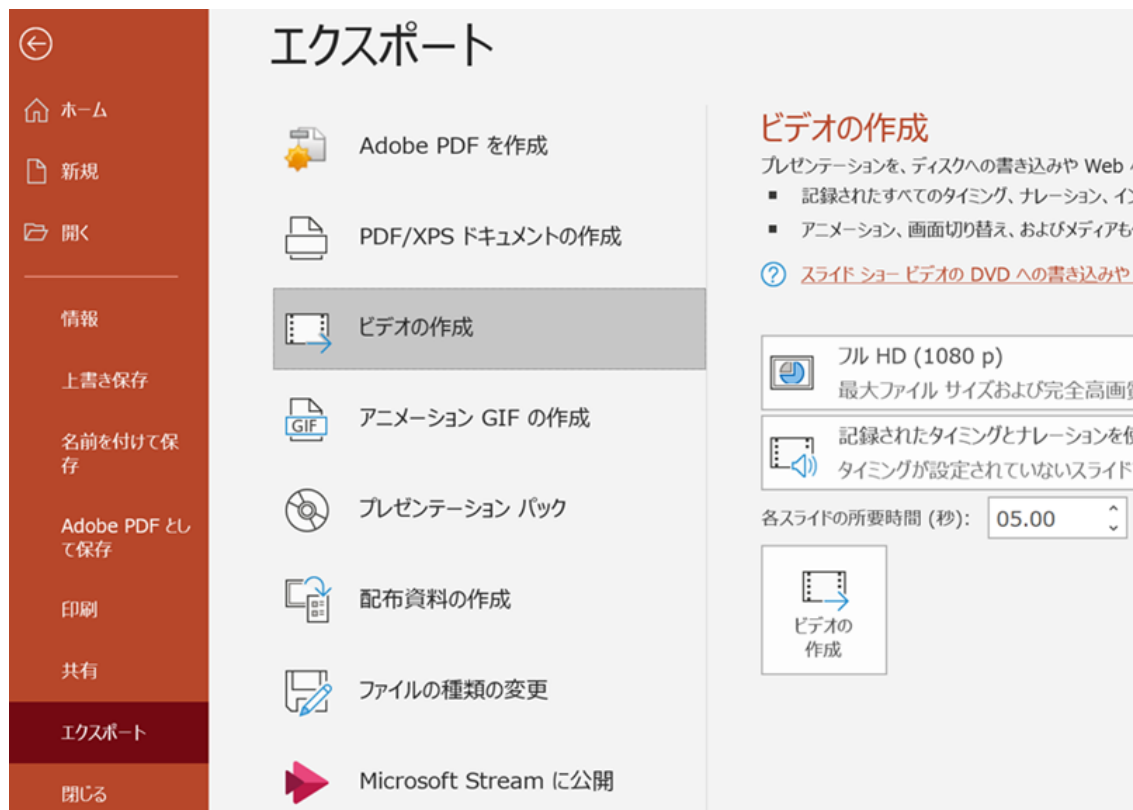 エクスポート
ホーム
新規
開く
情報
上書き保存
名前を付けて保
存
Adobe PDF とし
て保存
印刷
共有
エクスポート
閉じる
Adobe PDF を作成
PDF/XPS ドキュメントの作成
ビデオの作成
アニメーション GIF の作成
GIF
プレゼンテーション パック
配布資料の作成
ファイルの種類の変更
Microsoft Stream に公開
ビデオの作成
プレゼンテーションを、ディスクへの書き込みや Web
記録されたすべてのタイミング、ナレーション、イン
アニメーション、画面切り替え、およびメディアも
スライド ショー ビデオの DVD への書き込みや
フル HD (1080 p)
最大ファイル サイズおよび完全高画質
記録されたタイミングとナレーションを使
タイミングが設定されていないスライド
各スライドの所要時間 (秒): 05.00
ビデオの
作成